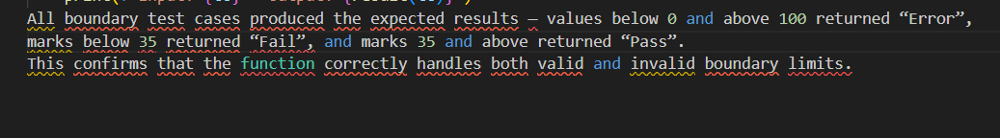 All boundary test cases produced the expected results — values below 0 and above 100 returned “Error”,
marks below 35 returned “Fail”, and marks 35 and above returned “Pass”.
This confirms that the function correctly handles both valid and invalid boundary limits.